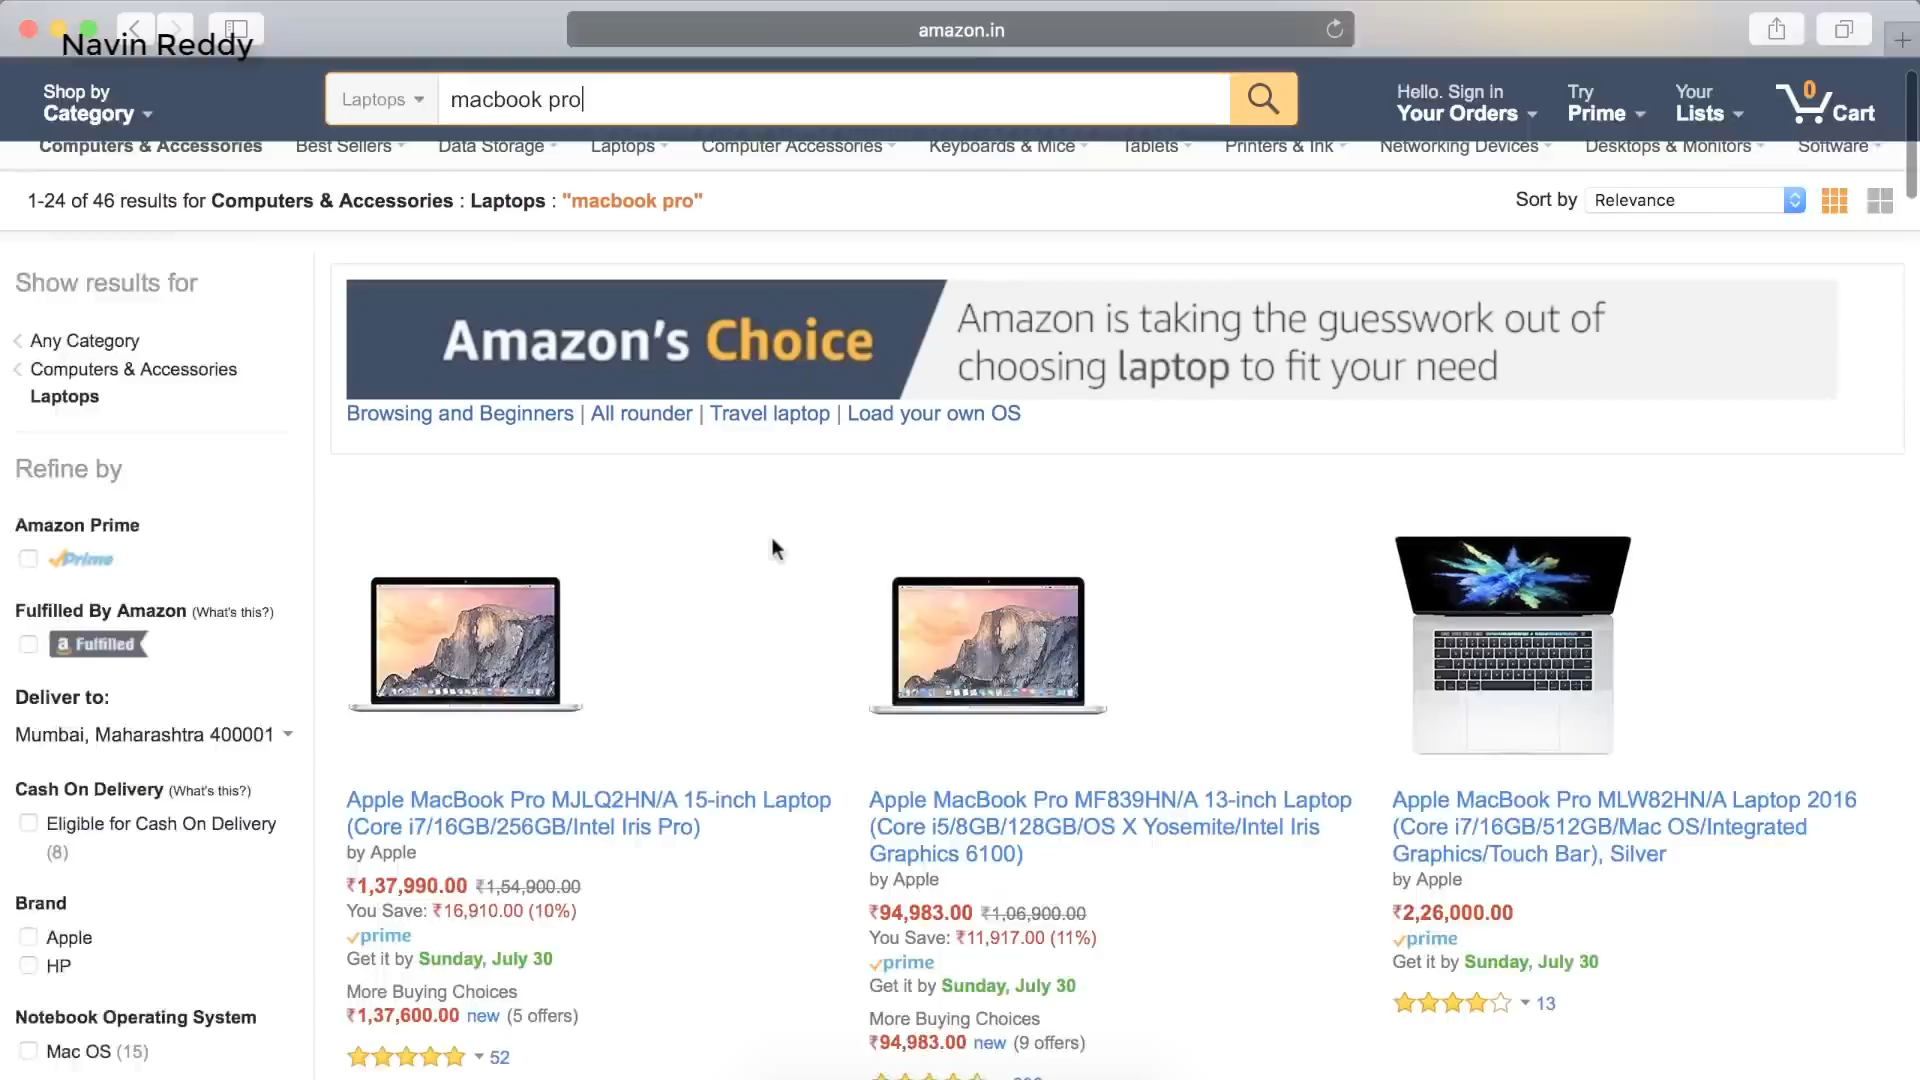 amazon.in
Navin Reddy
Shop by
Category
Laptops
macbook pro
Hello. Sign in
Your Orders
Try
Prime
Your
Lists
0
Cart
Computers & Accessories Best Sellers Data Storage Laptops Computer Accessories Keyboards & Mice Tablets Printers & Ink Networking Devices Desktops & Monitors Software
1-24 of 46 results for Computers & Accessories : Laptops : "macbook pro"
Sort by Relevance
Show results for
Any Category
Computers & Accessories
Laptops
Refine by
Amazon Prime
Prime
Fulfilled By Amazon (What's this?)
a Fulfilled
Deliver to:
Mumbai, Maharashtra 400001
Cash On Delivery (What's this?)
Eligible for Cash On Delivery
(8)
Brand
Apple
HP
Notebook Operating System
Mac OS (15)
Amazon's Choice
Amazon is taking the guesswork out of
choosing laptop to fit your need
Browsing and Beginners | All rounder | Travel laptop | Load your own OS
Apple MacBook Pro MJLQ2HN/A 15-inch Laptop
(Core i7/16GB/256GB/Intel Iris Pro)
by Apple
₹1,37,990.00 ₹1,54,900.00
You Save: ₹16,910.00 (10%)
prime
Get it by Sunday, July 30
More Buying Choices
₹1,37,600.00 new (5 offers)
52
Apple MacBook Pro MF839HN/A 13-inch Laptop
(Core i5/8GB/128GB/OS X Yosemite/Intel Iris
Graphics 6100)
by Apple
₹94,983.00 ₹1,06,900.00
You Save: ₹11,917.00 (11%)
prime
Get it by Sunday, July 30
More Buying Choices
₹94,983.00 new (9 offers)
Apple MacBook Pro MLW82HN/A Laptop 2016
(Core i7/16GB/512GB/Mac OS/Integrated
Graphics/Touch Bar), Silver
by Apple
₹2,26,000.00
prime
Get it by Sunday, July 30
13